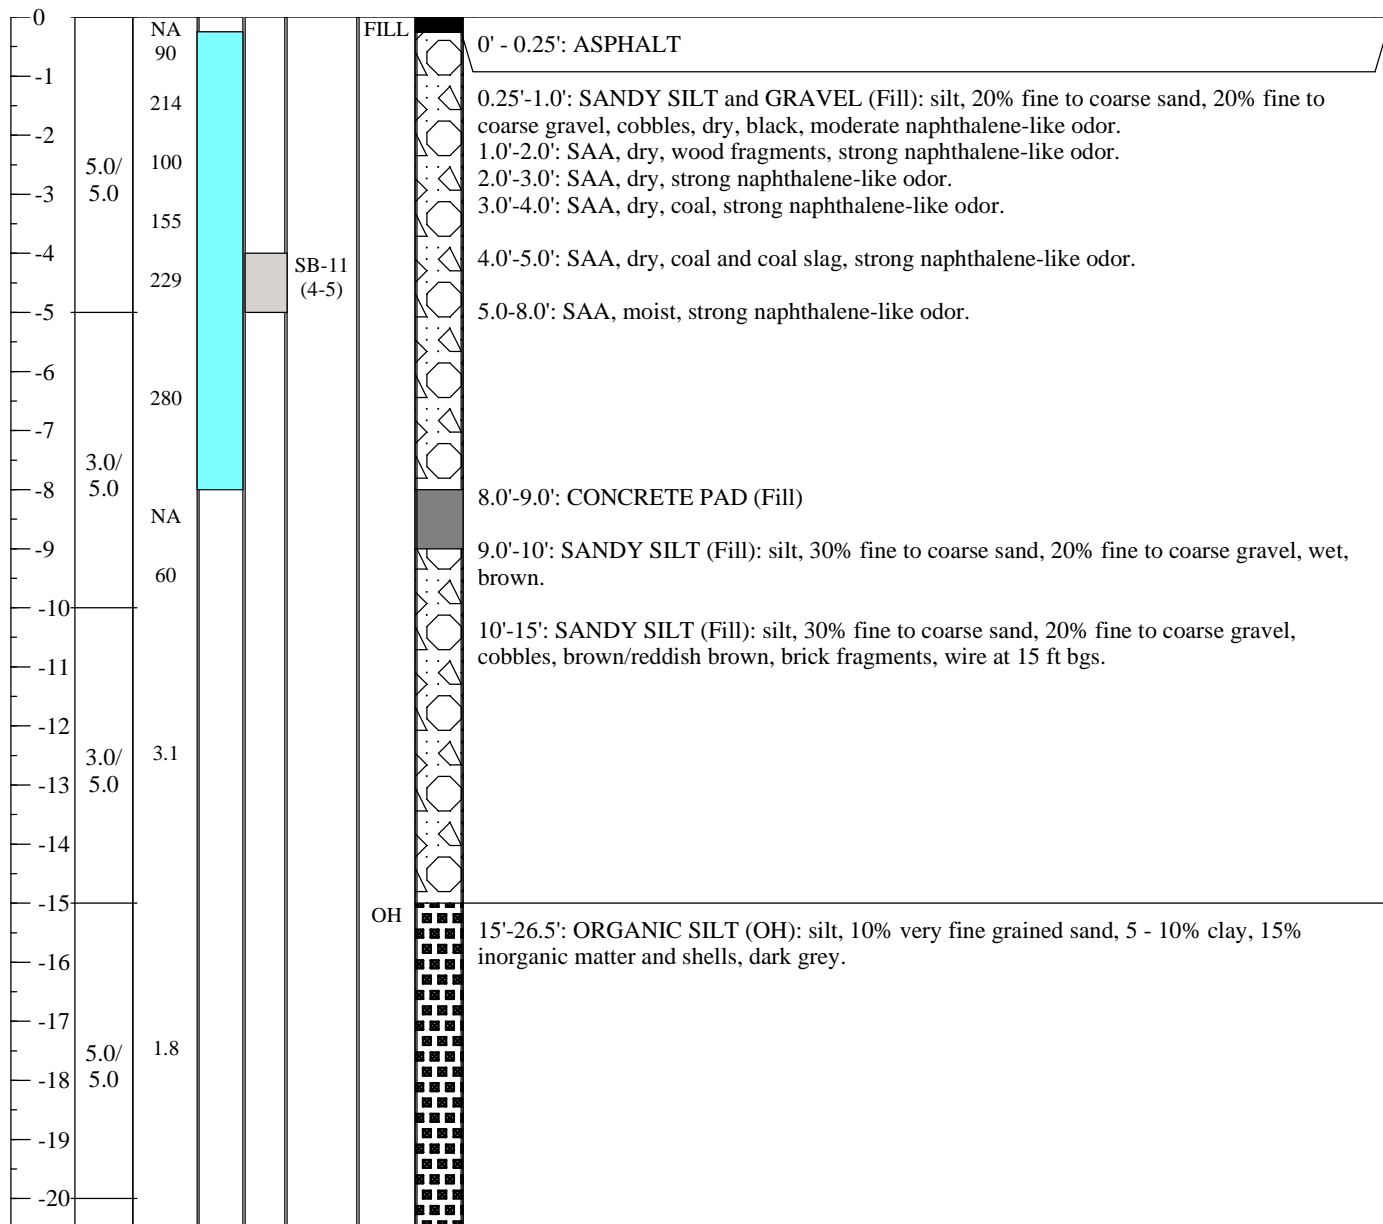 0
NA
FILL
90
0' - 0.25': ASPHALT
-1
0.25'-1.0': SANDY SILT and GRAVEL (Fill): silt, 20% fine to coarse sand, 20% fine to
214
coarse gravel, cobbles, dry, black, moderate naphthalene-like odor.
-2
1.0'-2.0': SAA, dry, wood fragments, strong naphthalene-like odor.
5.0/
5.0
100
2.0'-3.0': SAA, dry, strong naphthalene-like odor.
-3
3.0'-4.0': SAA, dry, coal, strong naphthalene-like odor.
155
-4
4.0'-5.0': SAA, dry, coal and coal slag, strong naphthalene-like odor.
229
SB-11
(4-5)
-5
5.0-8.0': SAA, moist, strong naphthalene-like odor.
-6
280
-7
3.0/
5.0
-8
8.0'-9.0': CONCRETE PAD (Fill)
NA
-9
9.0'-10': SANDY SILT (Fill): silt, 30% fine to coarse sand, 20% fine to coarse gravel, wet,
brown.
60
-10
10'-15': SANDY SILT (Fill): silt, 30% fine to coarse sand, 20% fine to coarse gravel,
cobbles, brown/reddish brown, brick fragments, wire at 15 ft bgs.
-11
-12
3.0/
5.0
3.1
-13
-14
-15
OH
15'-26.5': ORGANIC SILT (OH): silt, 10% very fine grained sand, 5 - 10% clay, 15%
inorganic matter and shells, dark grey.
-16
-17
5.0/
5.0
1.8
-18
-19
-20